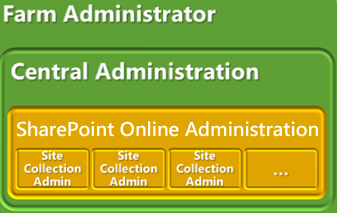 Farm Administrator
Central Administration
SharePoint Online Administration
Site Collection Admin
Site Collection Admin
Site Collection Admin
...